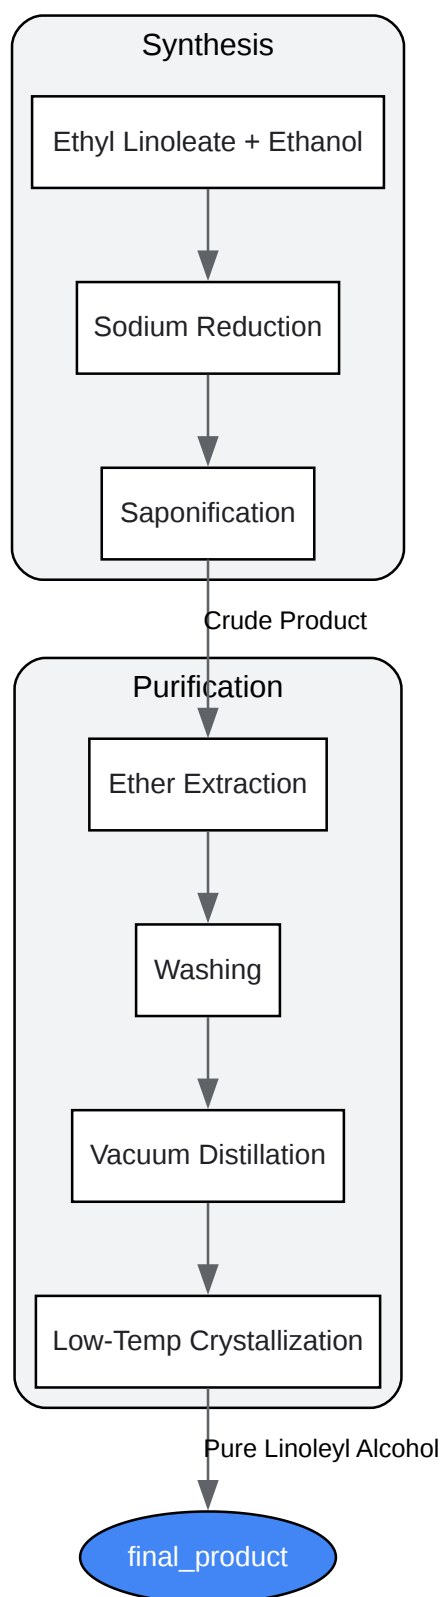 Synthesis
Ethyl Linoleate + Ethanol
Sodium Reduction
Saponification
Crude Product
Purification
Ether Extraction
Washing
Vacuum Distillation
Low-Temp Crystallization
Pure Linoleyl Alcohol
final_product